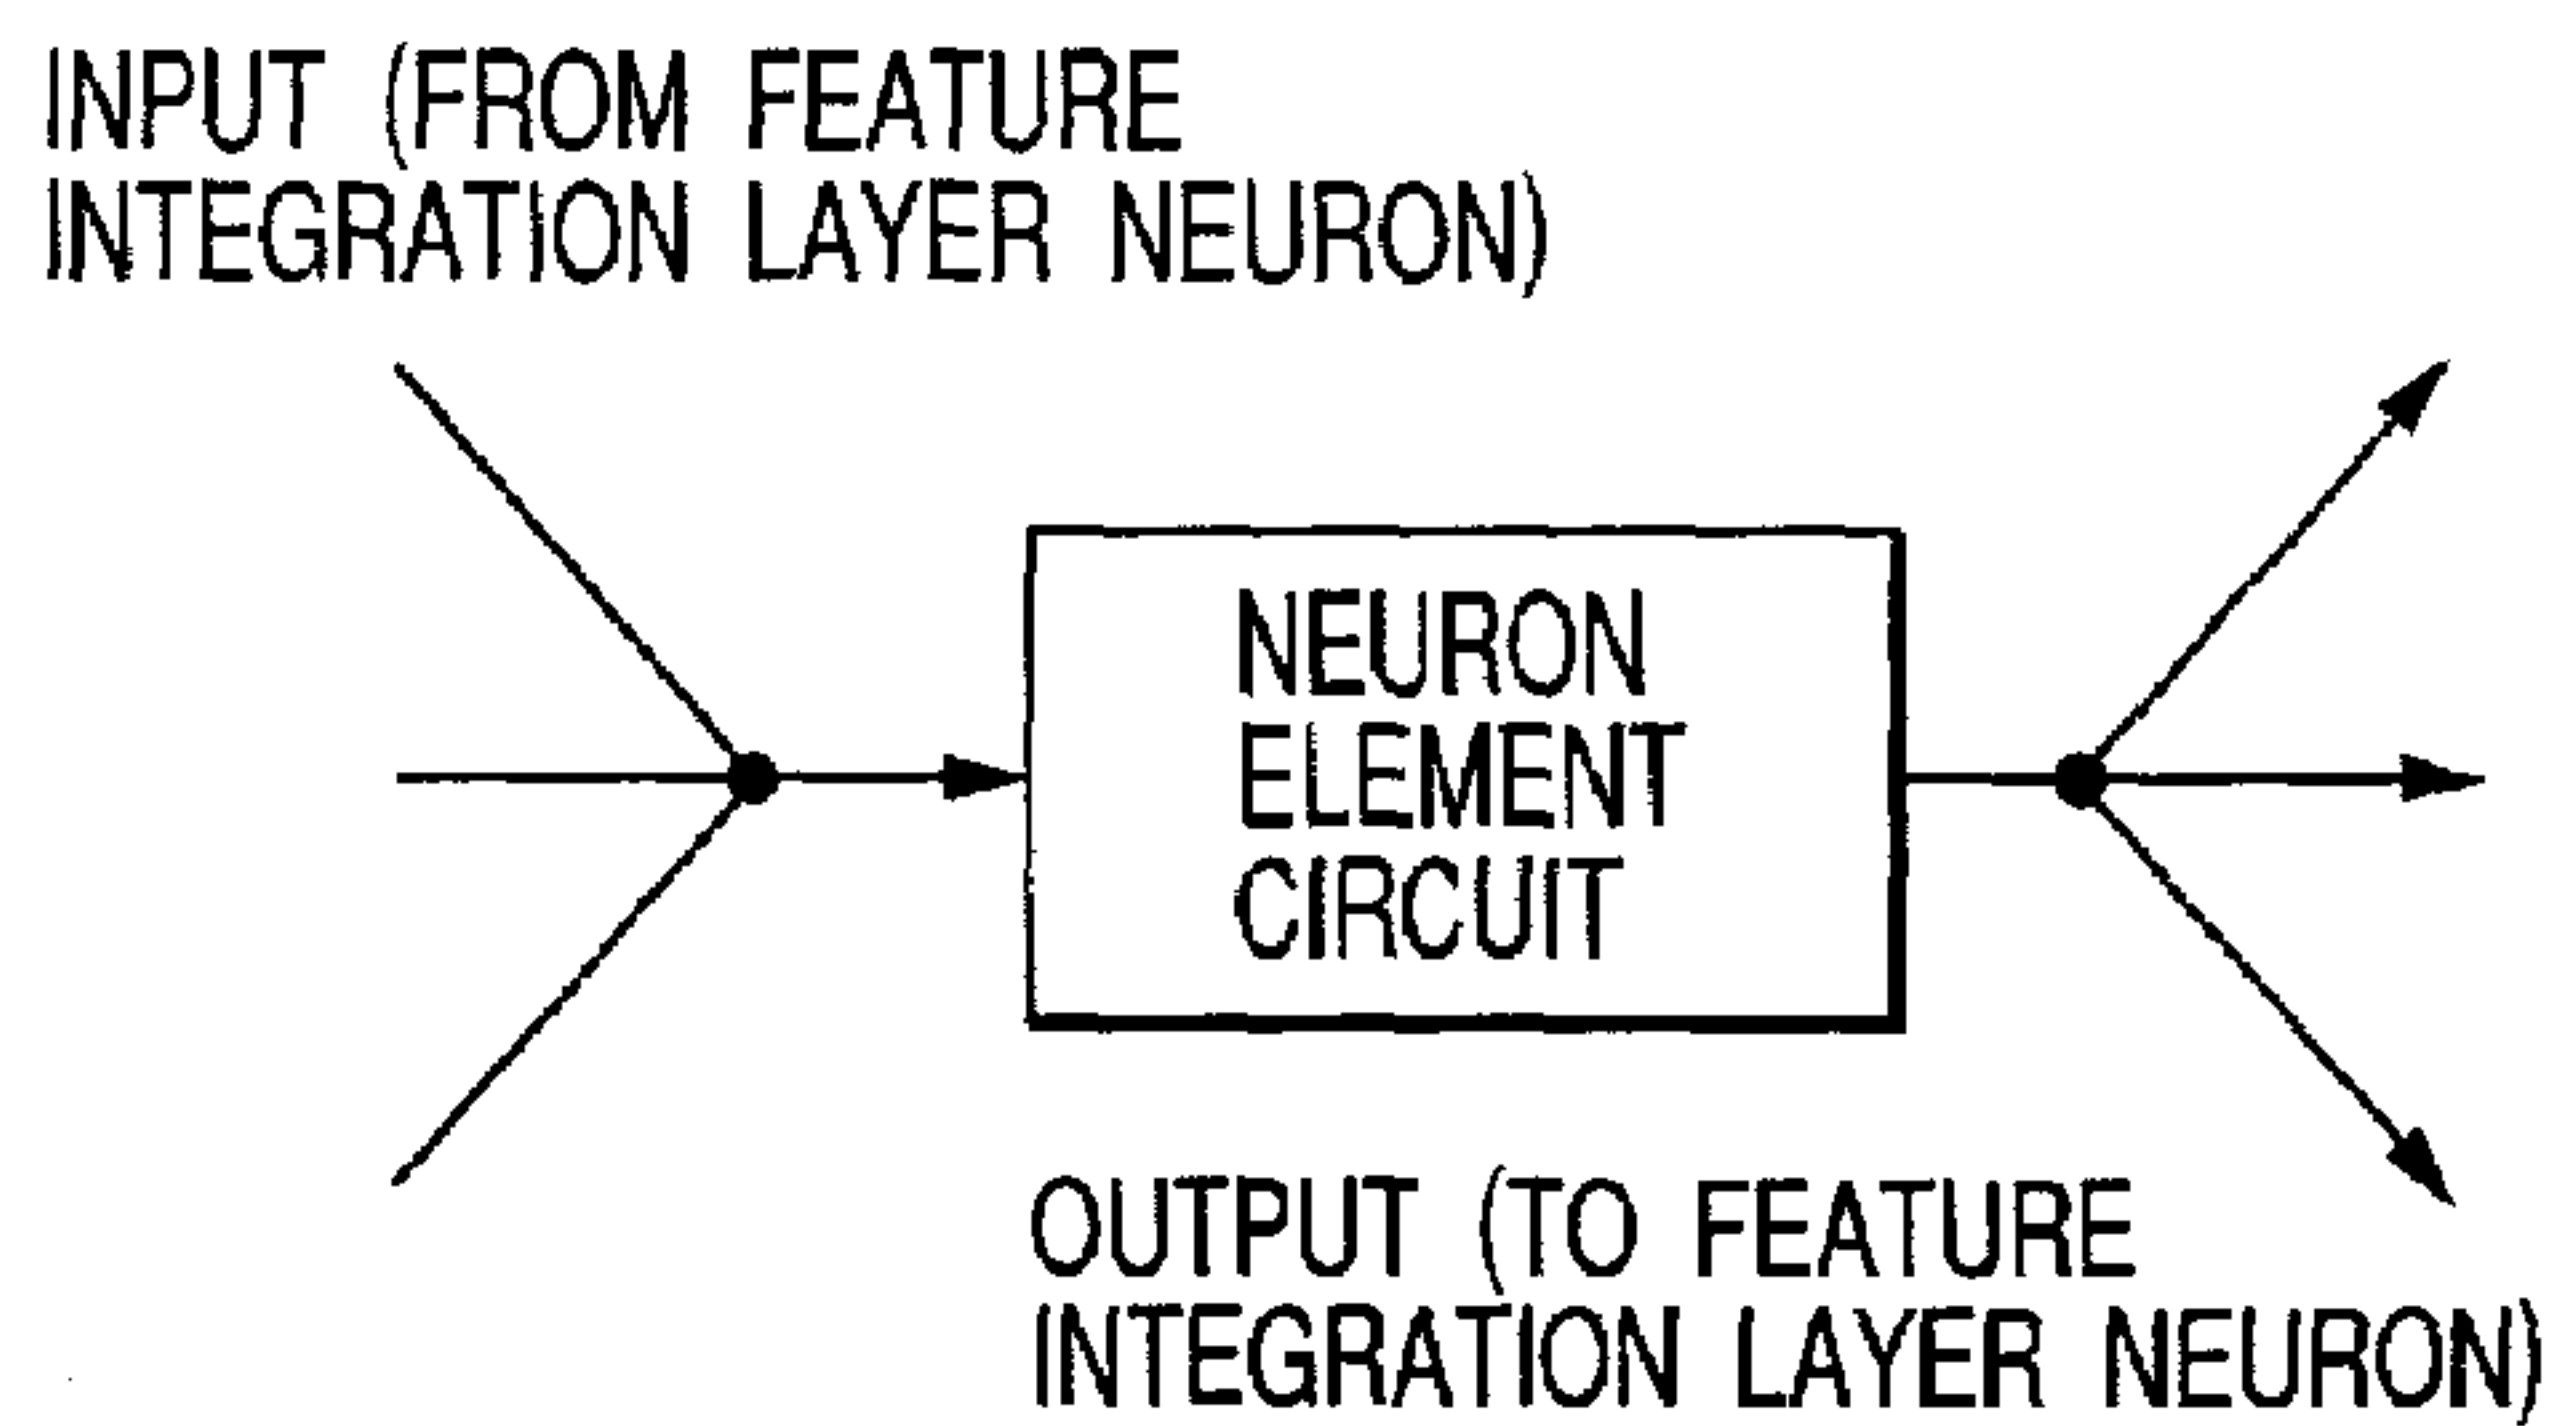 INPUT (FROM FEATURE
INTEGRATION LAYER NEURON)
NEURON
ELEMENT
CIRCUIT
OUTPUT (TO FEATURE
INTEGRATION LAYER NEURON)